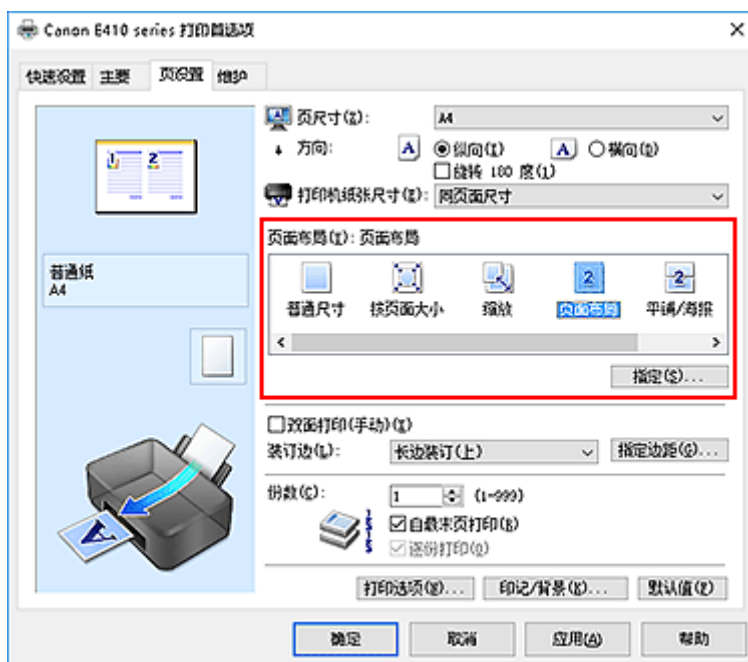 Canon E410 series 打印首选项
快速设置 主要 页设置 维护
页尺寸(Z): A4
方向: A 纵向(I) A 横向(D)
旋转 180 度(1)
打印机纸张尺寸(E): 同页面尺寸
页面布局(I): 页面布局
普通尺寸 按页面大小 缩放 页面布局 平铺/海报
指定(S)...
普通纸
A4
双面打印(手动)(X)
装订边(L): 长边装订(上) 指定边距(G)...
份数(C): 1 (1-999)
自最末页打印(R)
逐份打印(O)
打印选项(N)... 印记/背景(K)... 默认值(F)
确定 取消 应用(A) 帮助